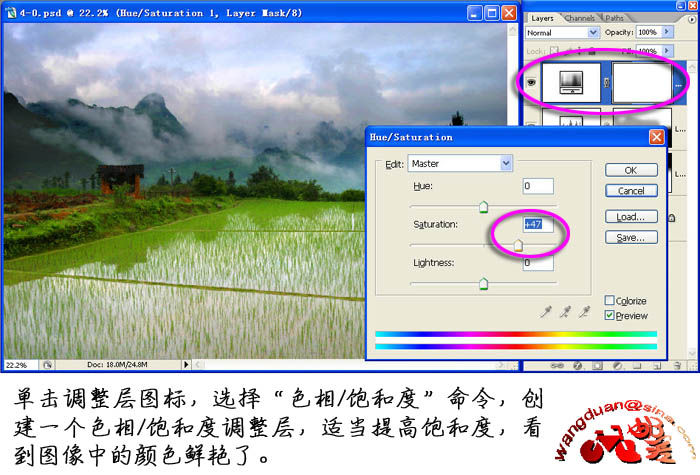 4-0.psd @ 22.2% (Hue/Saturation 1, Layer Mask/8)
Layers Channels Paths
Normal Opacity: 100%
Lock: Fill: 100%
...
L...
L...
Hue/Saturation
Edit: Master
OK
Cancel
Load...
Save...
Hue: 0
Saturation: +47
Lightness: 0
Colorize
Preview
22.2% Doc: 18.0M/24.8M
单击调整层图标，选择“色相/饱和度”命令，创
建一个色相/饱和度调整层，适当提高饱和度，看
到图像中的颜色鲜艳了。